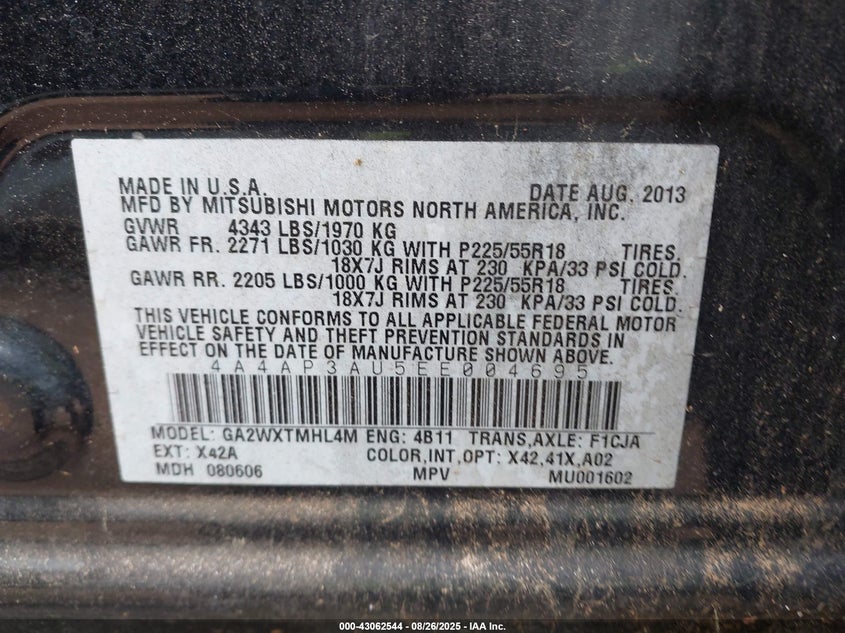 MADE IN U.S.A. DATE AUG, 2013
MFD BY MITSUBISHI MOTORS NORTH AMERICA, INC.
GVWR 4343 LBS/1970 KG
GAWR FR. 2271 LBS/1030 KG WITH P225/55R18 TIRES.
18X7J RIMS AT 230 KPA/33 PSI COLD.
GAWR RR. 2205 LBS/1000 KG WITH P225/55R18 TIRES.
18X7J RIMS AT 230 KPA/33 PSI COLD.
THIS VEHICLE CONFORMS TO ALL APPLICABLE FEDERAL MOTOR
VEHICLE SAFETY AND THEFT PREVENTION STANDARDS IN
EFFECT ON THE DATE OF MANUFACTURE SHOWN ABOVE.
4A4AP3AU5EE004695
MODEL: GA2WXTMHL4M ENG: 4B11 TRANS,AXLE: F1CJA
EXT: X42A COLOR,INT,OPT: X42,41X,A02
MDH 080606 MPV MU001602
000-43062544 - 08/26/2025 - IAA Inc.